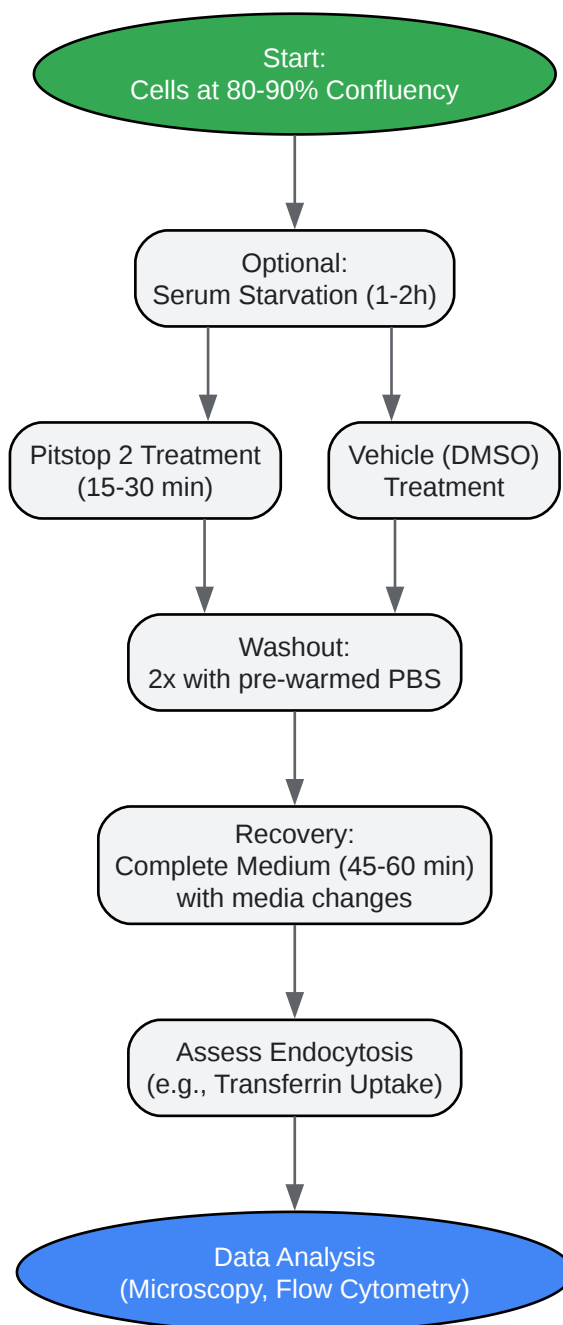 Start:
Cells at 80-90% Confluency
Optional:
Serum Starvation (1-2h)
Pitstop 2 Treatment
(15-30 min)
Vehicle (DMSO)
Treatment
Washout:
2x with pre-warmed PBS
Recovery:
Complete Medium (45-60 min)
with media changes
Assess Endocytosis
(e.g., Transferrin Uptake)
Data Analysis
(Microscopy, Flow Cytometry)